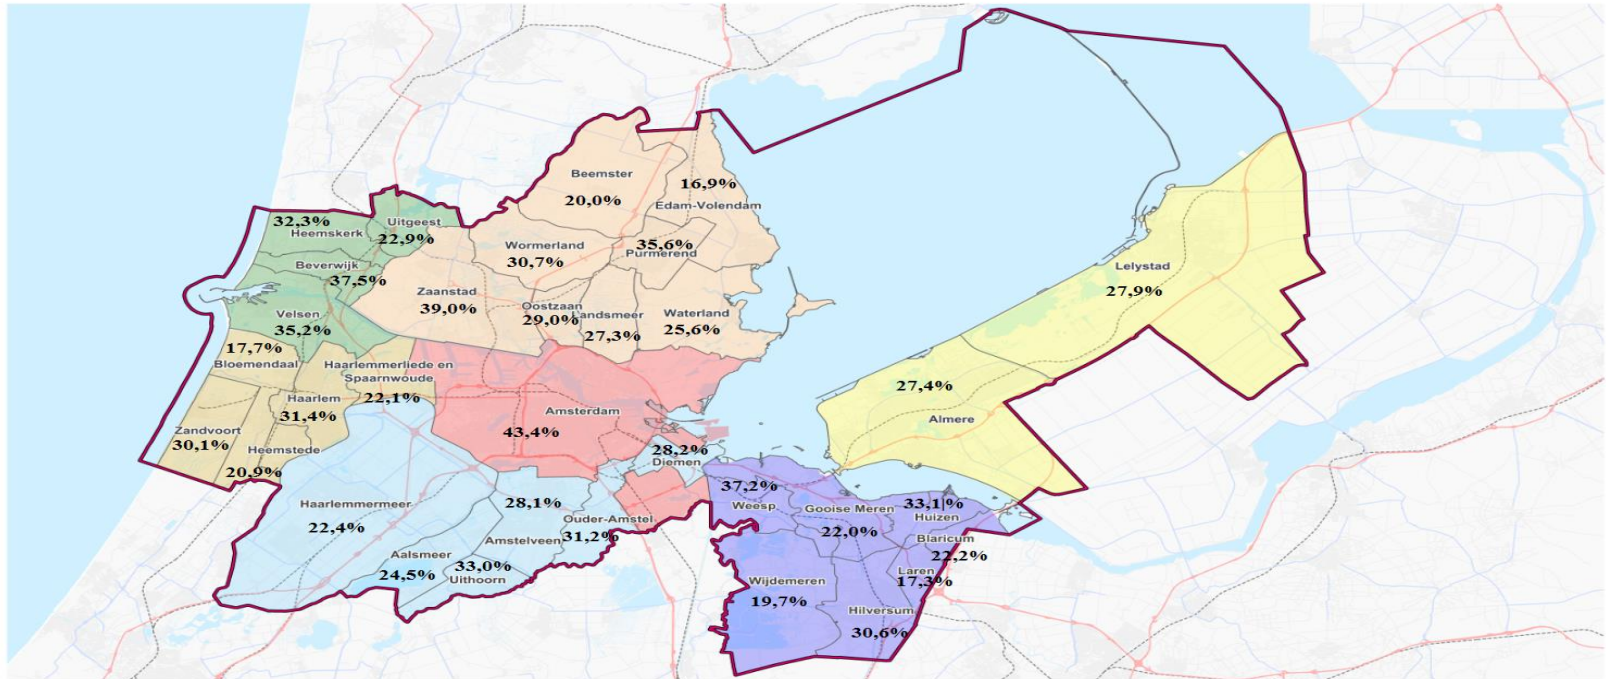 Beemster
20,0%
16,9%
Edam-Volendam
32,3%
Heemskerk
Uitgeest
22,9%
Wormerland
30,7%
35,6%
Purmerend
Beverwijk
37,5%
Zaanstad
39,0%
Oostzaan
29,0%
Landsmeer
27,3%
Waterland
25,6%
Lelystad
27,9%
Velsen
35,2%
17,7%
Bloemendaal
Haarlemmerliede en
Spaarnwoude
22,1%
Haarlem
31,4%
Zandvoort
30,1%
Heemstede
20,9%
Amsterdam
43,4%
27,4%
Almere
28,2%
Diemen
Haarlemmermeer
22,4%
28,1%
Amstelveen
Ouder-Amstel
31,2%
Aalsmeer
24,5%
33,0%
Uithoorn
37,2%
Weesp
Gooise Meren
22,0%
33,1%
Huizen
Blaricum
22,2%
Laren
17,3%
Wijdemeren
19,7%
Hilversum
30,6%